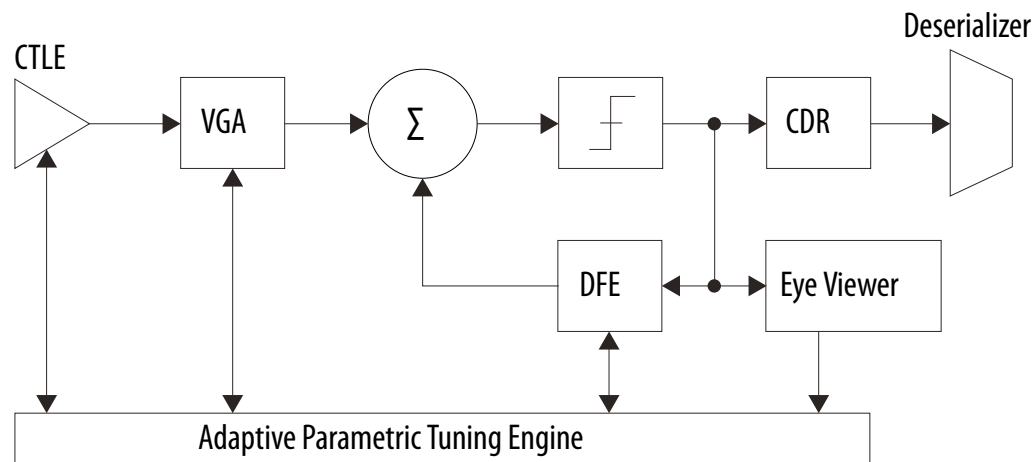 Deserializer
CTLE
VGA
Σ
CDR
DFE
Eye Viewer
Adaptive Parametric Tuning Engine